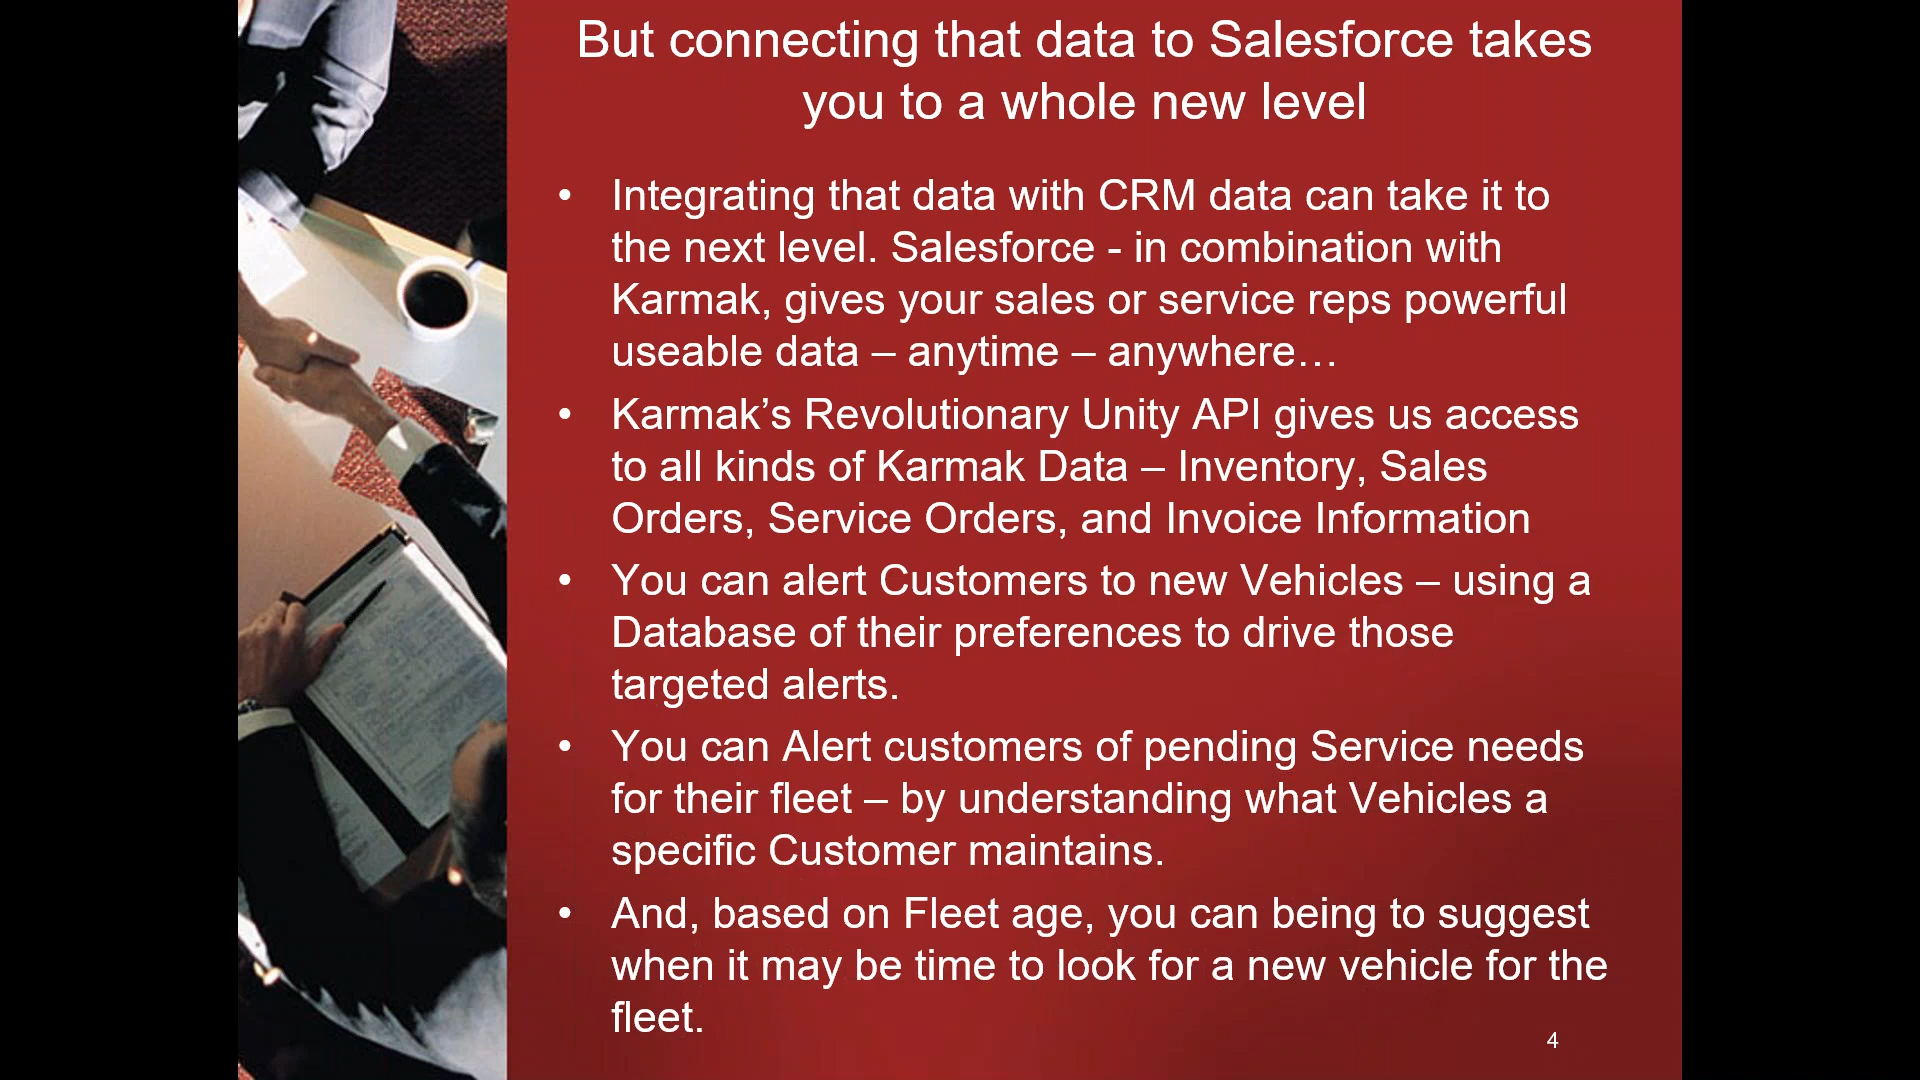 But connecting that data to Salesforce takes
you to a whole new level
• Integrating that data with CRM data can take it to
the next level. Salesforce - in combination with
Karmak, gives your sales or service reps powerful
useable data – anytime – anywhere…
• Karmak’s Revolutionary Unity API gives us access
to all kinds of Karmak Data – Inventory, Sales
Orders, Service Orders, and Invoice Information
• You can alert Customers to new Vehicles – using a
Database of their preferences to drive those
targeted alerts.
• You can Alert customers of pending Service needs
for their fleet – by understanding what Vehicles a
specific Customer maintains.
• And, based on Fleet age, you can being to suggest
when it may be time to look for a new vehicle for the
fleet.
4